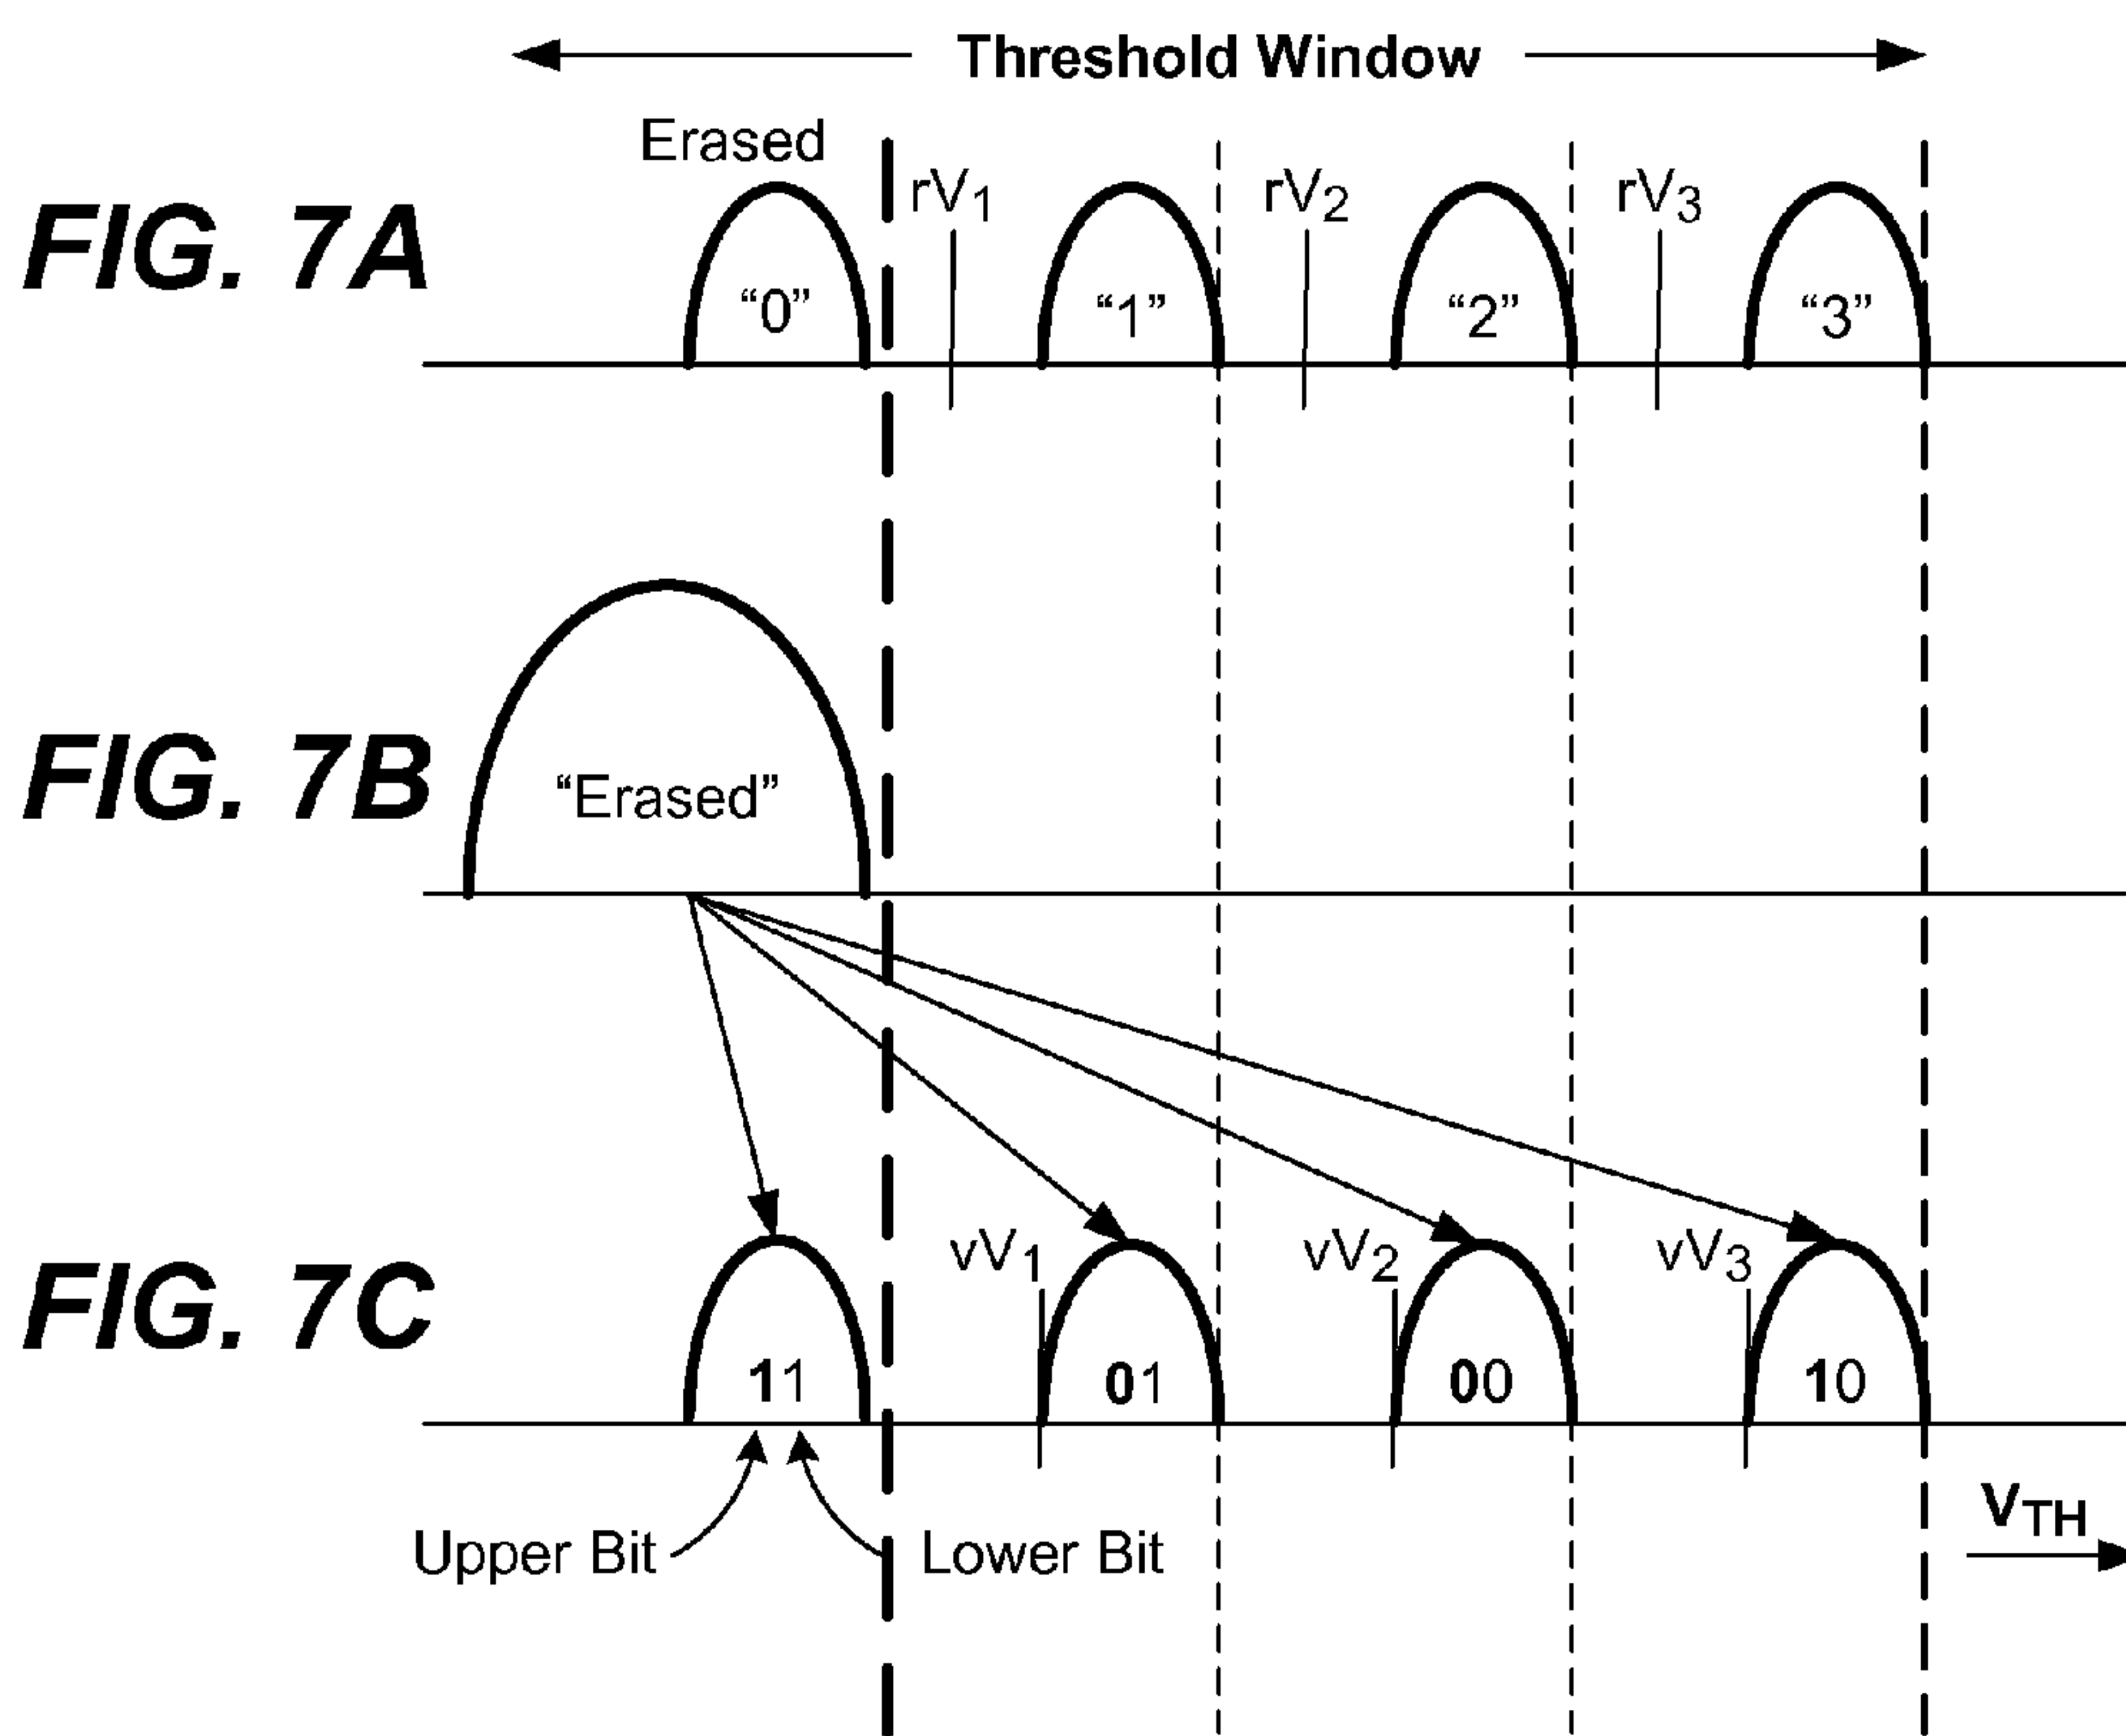 Threshold Window
Erased
FIG. 7A
rV1
rV2
rV3
“0”
“1”
“2”
“3”
FIG. 7B
“Erased”
FIG. 7C
vV1
vV2
vV3
11
01
00
10
Upper Bit
Lower Bit
VTH